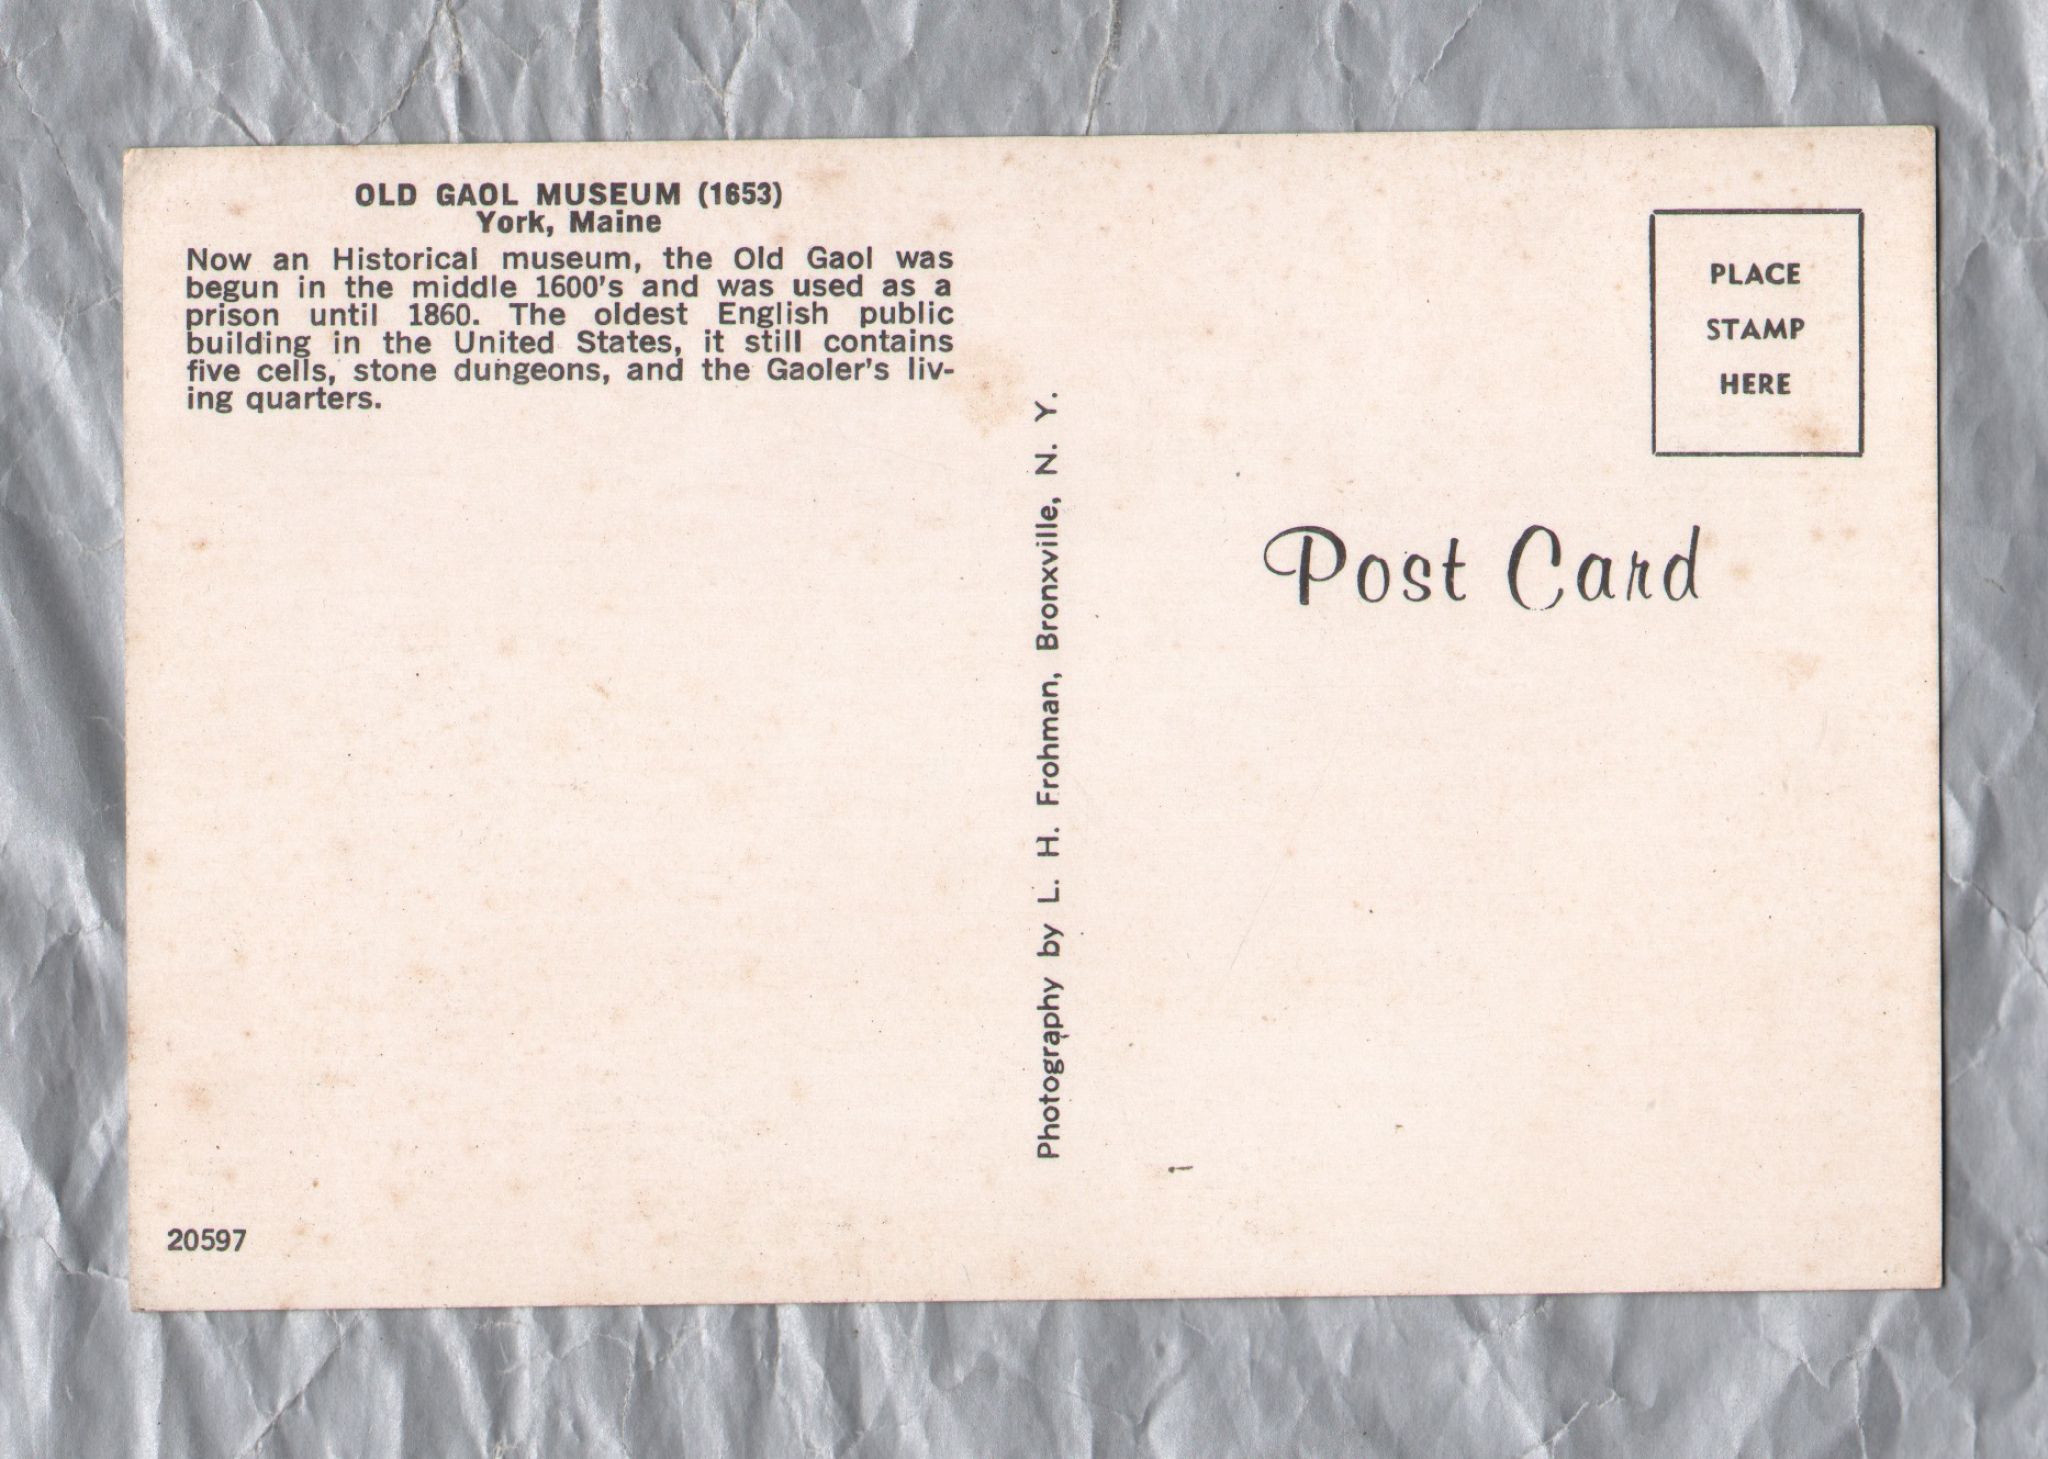 OLD GAOL MUSEUM (1653)
York, Maine
Now an Historical museum, the Old Gaol was
begun in the middle 1600's and was used as a
prison until 1860. The oldest English public
building in the United States, it still contains
five cells, stone dungeons, and the Gaoler's liv-
ing quarters.
20597
Photography by L. H. Frohman, Bronxville, N. Y.
PLACE
STAMP
HERE
Post Card